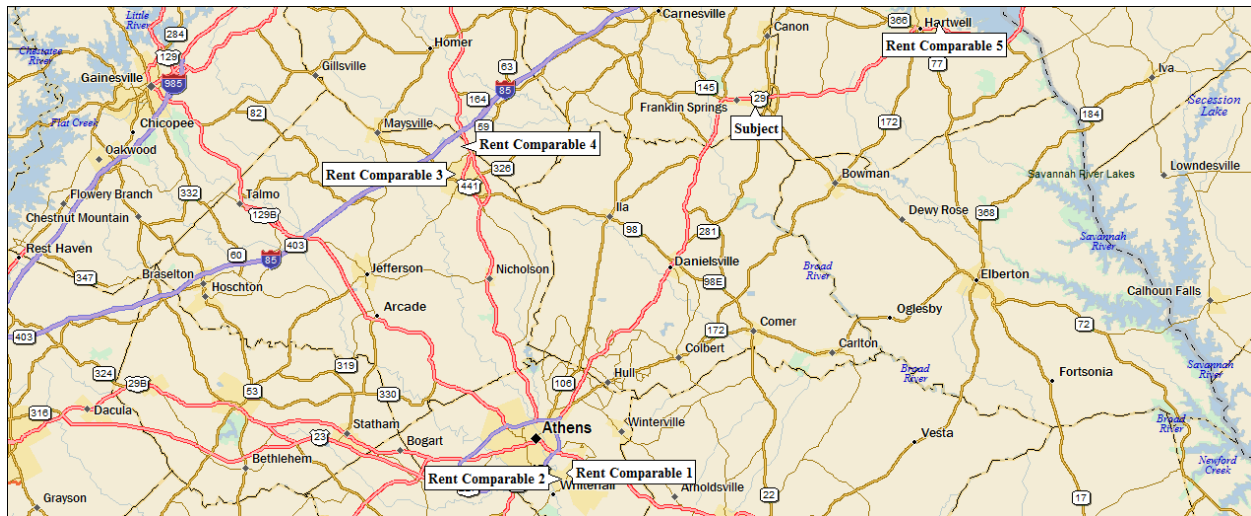 Little
River
Carnesville
Canon
366
Hartwell
284
129
Homer
Rent Comparable 5
Chestatee
River
Gainesville
985
Gillsville
63
85
145
Franklin Springs
29
77
Iva
164
Secession
Lake
Flat Creek
Chicopee
82
Maysville
59
Subject
172
184
Oakwood
Rent Comparable 4
Rent Comparable 3
326
Lowndesville
Flowery Branch
332
Talmo
441
Bowman
Savannah River Lakes
Chestnut Mountain
129B
Ila
98
Dewy Rose
368
Rest Haven
60
403
85
281
Savannah
River
347
Braselton
Jefferson
Nicholson
Danielsville
98E
Broad
River
Elberton
Hoschton
Calhoun Falls
Arcade
Oglesby
403
172
Comer
72
Colbert
Carlton
319
Broad
River
Savannah
River
324
29B
53
330
106
Hull
Fortsonia
316
Dacula
Statham
Athens
Winterville
Broad
River
23
Bogart
Vesta
Bethlehem
Rent Comparable 1
Newford
Creek
Rent Comparable 2
Whitehall
Grayson
Arnoldsville
22
17